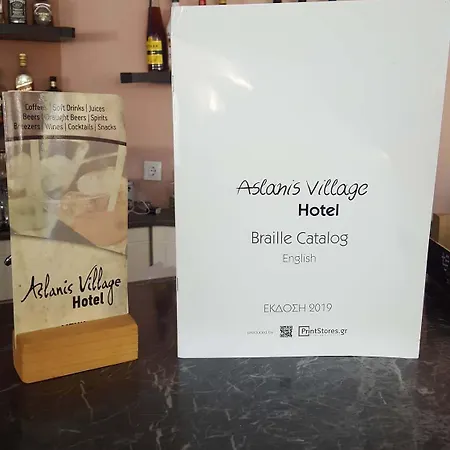 Coffees | Soft Drinks | Juices
Beers | Draught Beers | Spirits
Breezers | Wines | Cocktails | Snacks
Aslanis Village
Hotel
Aslanis Village
Hotel
Braille Catalog
English
ΕΚΔΟΣΗ 2019
PrintStores.gr